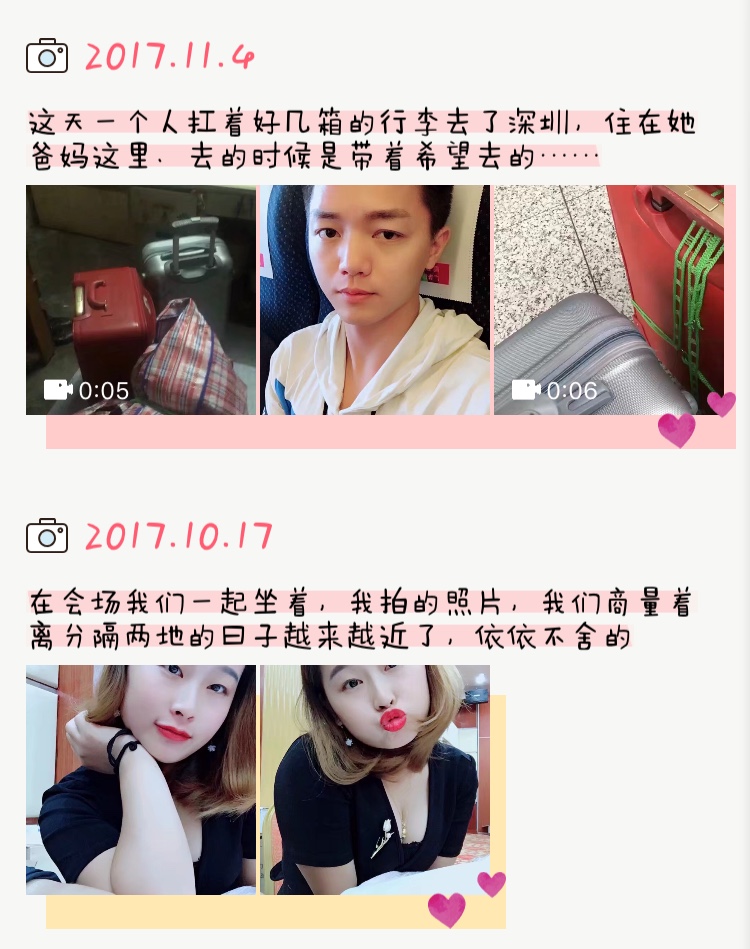 2017.11.4
这天一个人扛着好几箱的行李去了深圳，住在她
爸妈这里．去的时候是带着希望去的……
0:05
0:06
2017.10.17
在会场我们一起坐着，我拍的照片，我们商量着
离分隔两地的日子越来越近了，依依不舍的